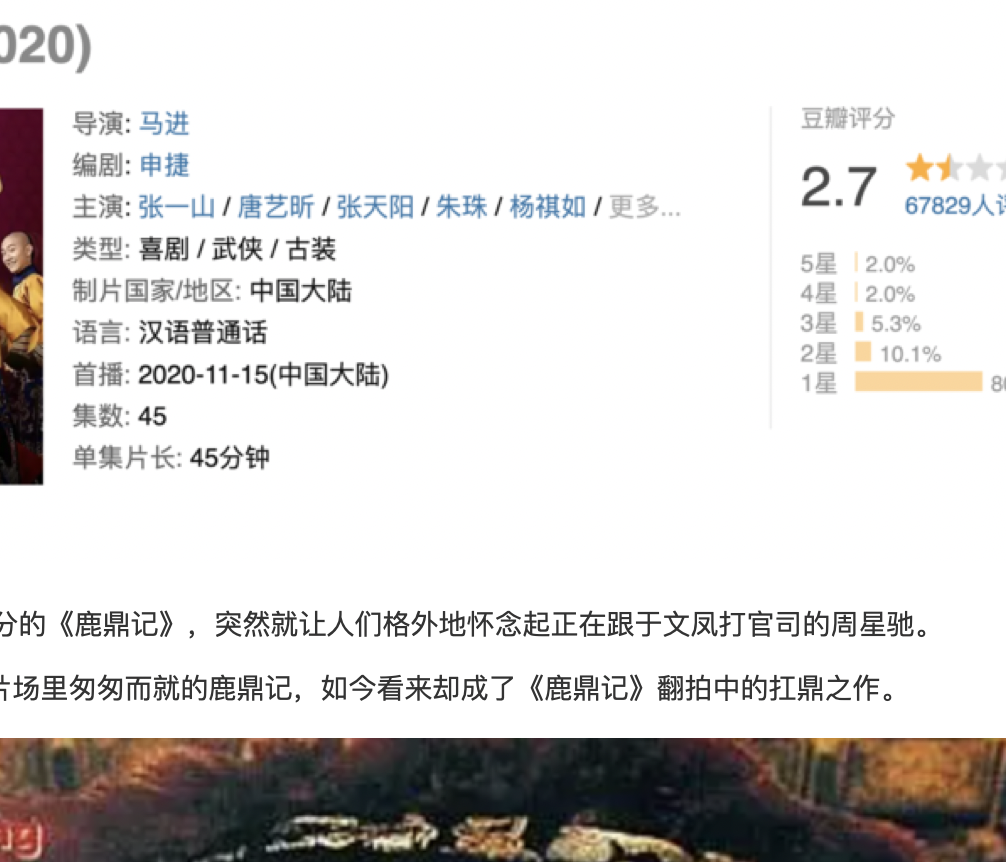 020)
导演: 马进
编剧: 申捷
主演: 张一山 / 唐艺昕 / 张天阳 / 朱珠 / 杨祺如 / 更多...
类型: 喜剧 / 武侠 / 古装
制片国家/地区: 中国大陆
语言: 汉语普通话
首播: 2020-11-15(中国大陆)
集数: 45
单集片长: 45分钟
豆瓣评分
2.7
67829人评
5星 2.0%
4星 2.0%
3星 5.3%
2星 10.1%
1星 8
分的《鹿鼎记》，突然就让人们格外地怀念起正在跟于文凤打官司的周星驰。
片场里匆匆而就的鹿鼎记，如今看来却成了《鹿鼎记》翻拍中的扛鼎之作。